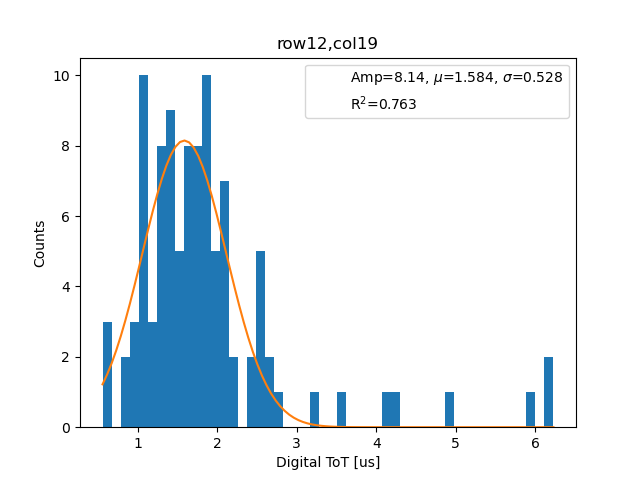 row12,col19
Amp=8.14, μ=1.584, σ=0.528
R²=0.763
10
8
6
4
2
0
Counts
1 2 3 4 5 6
Digital ToT [us]